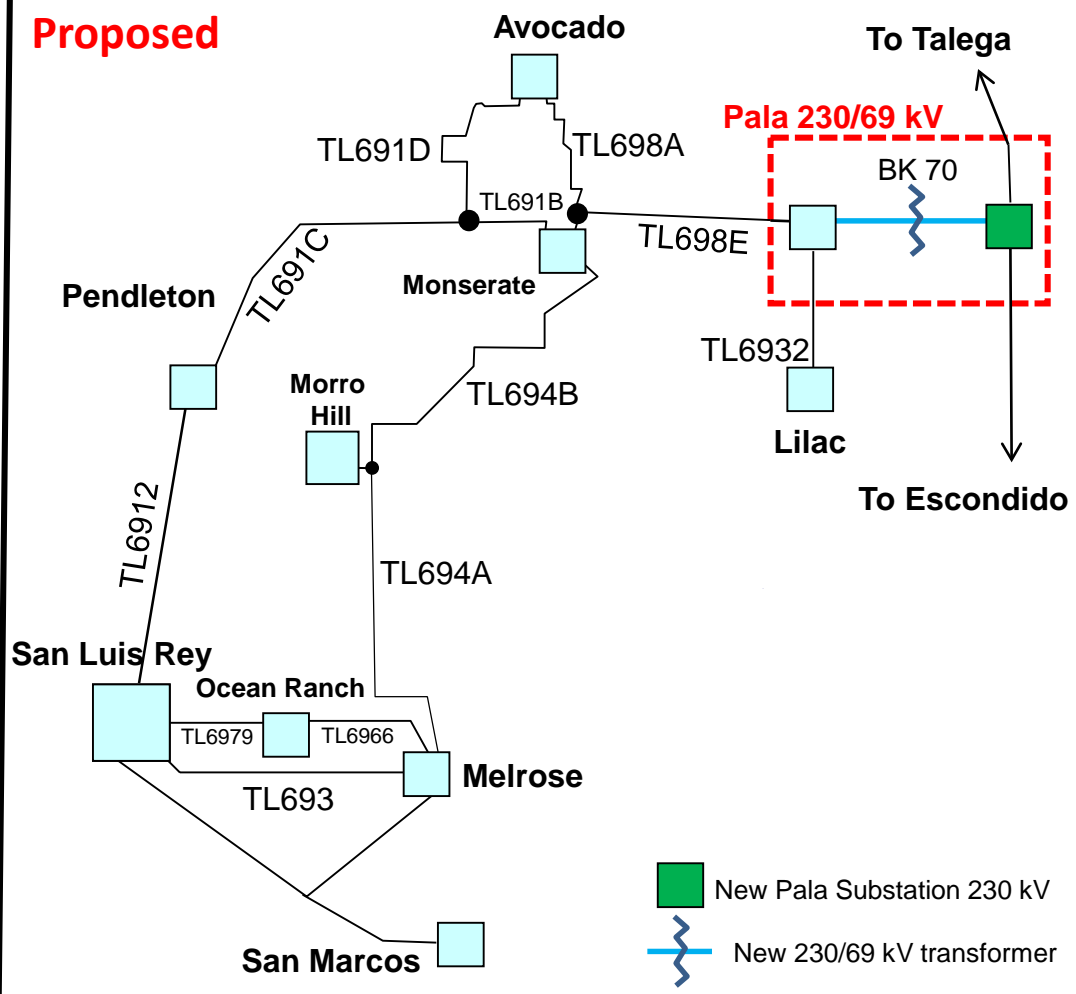 Proposed
Avocado
To Talega
Pala 230/69 kV
TL691D
TL698A
BK 70
TL691B
TL698E
TL691C
Monserate
Pendleton
TL6932
Morro
Hill
TL694B
Lilac
To Escondido
TL6912
TL694A
San Luis Rey
Ocean Ranch
TL6979
TL6966
Melrose
TL693
New Pala Substation 230 kV
San Marcos
New 230/69 kV transformer